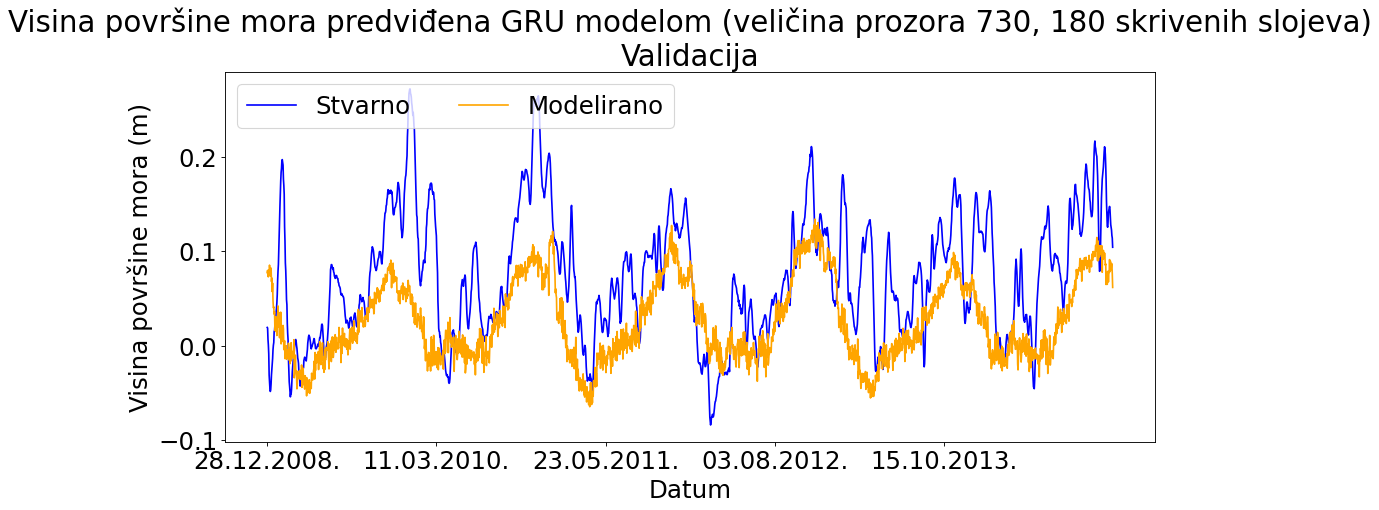 Visina površine mora predviđena GRU modelom (veličina prozora 730, 180 skrivenih slojeva)
Validacija
Stvarno Modelirano
Visina površine mora (m)
0.2
0.1
0.0
−0.1
28.12.2008. 11.03.2010. 23.05.2011. 03.08.2012. 15.10.2013.
Datum